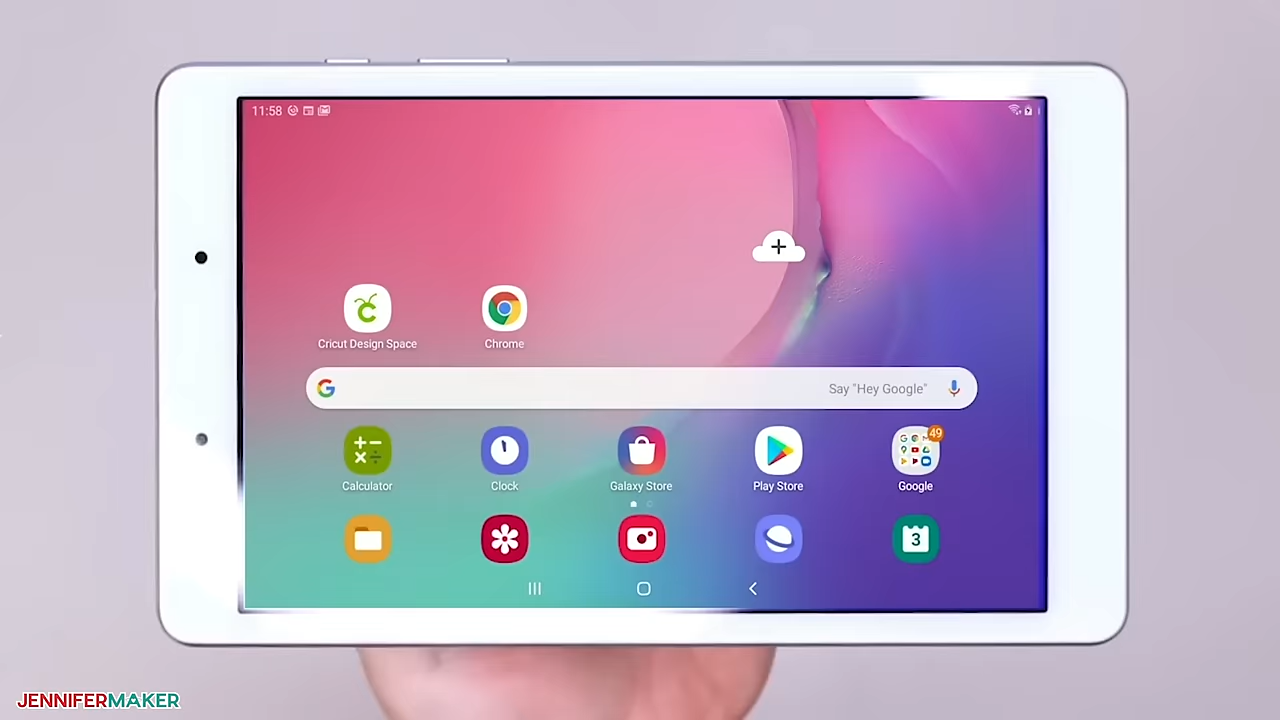 11:58
Cricut Design Space
Chrome
Say "Hey Google"
Calculator
Clock
Galaxy Store
Play Store
49
Google
3
JENNIFERMAKER